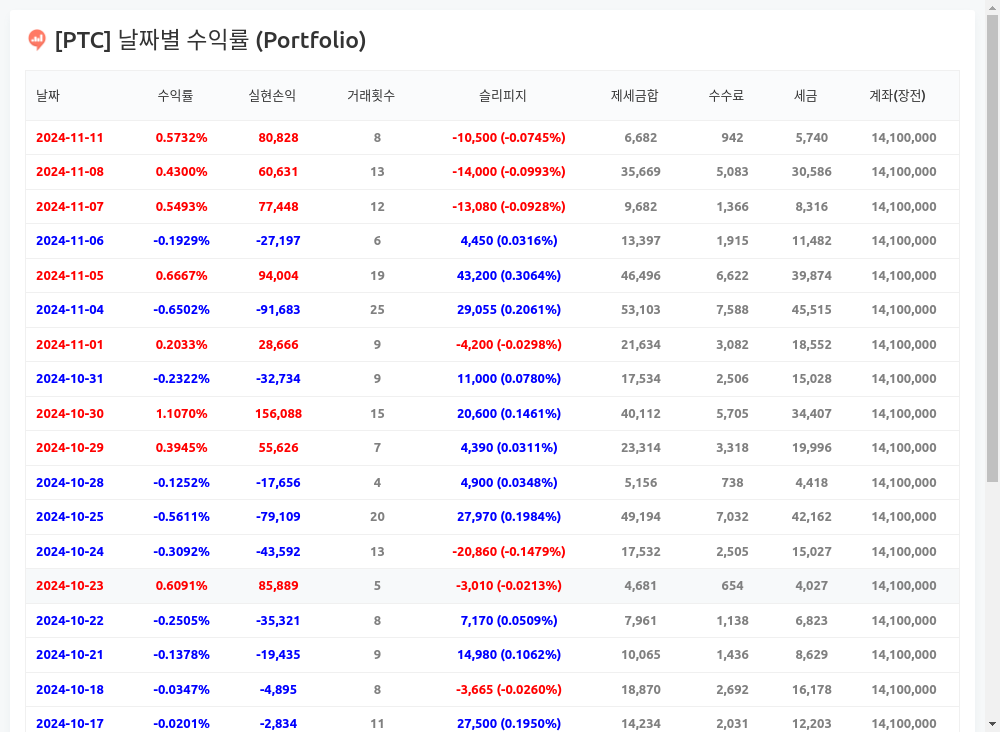 [PTC] 날짜별 수익률 (Portfolio)
날짜 수익률 실현손익 거래횟수 슬리피지 제세금합 수수료 세금 계좌(장전)
2024-11-11 0.5732% 80,828 8 -10,500 (-0.0745%) 6,682 942 5,740 14,100,000
2024-11-08 0.4300% 60,631 13 -14,000 (-0.0993%) 35,669 5,083 30,586 14,100,000
2024-11-07 0.5493% 77,448 12 -13,080 (-0.0928%) 9,682 1,366 8,316 14,100,000
2024-11-06 -0.1929% -27,197 6 4,450 (0.0316%) 13,397 1,915 11,482 14,100,000
2024-11-05 0.6667% 94,004 19 43,200 (0.3064%) 46,496 6,622 39,874 14,100,000
2024-11-04 -0.6502% -91,683 25 29,055 (0.2061%) 53,103 7,588 45,515 14,100,000
2024-11-01 0.2033% 28,666 9 -4,200 (-0.0298%) 21,634 3,082 18,552 14,100,000
2024-10-31 -0.2322% -32,734 9 11,000 (0.0780%) 17,534 2,506 15,028 14,100,000
2024-10-30 1.1070% 156,088 15 20,600 (0.1461%) 40,112 5,705 34,407 14,100,000
2024-10-29 0.3945% 55,626 7 4,390 (0.0311%) 23,314 3,318 19,996 14,100,000
2024-10-28 -0.1252% -17,656 4 4,900 (0.0348%) 5,156 738 4,418 14,100,000
2024-10-25 -0.5611% -79,109 20 27,970 (0.1984%) 49,194 7,032 42,162 14,100,000
2024-10-24 -0.3092% -43,592 13 -20,860 (-0.1479%) 17,532 2,505 15,027 14,100,000
2024-10-23 0.6091% 85,889 5 -3,010 (-0.0213%) 4,681 654 4,027 14,100,000
2024-10-22 -0.2505% -35,321 8 7,170 (0.0509%) 7,961 1,138 6,823 14,100,000
2024-10-21 -0.1378% -19,435 9 14,980 (0.1062%) 10,065 1,436 8,629 14,100,000
2024-10-18 -0.0347% -4,895 8 -3,665 (-0.0260%) 18,870 2,692 16,178 14,100,000
2024-10-17 -0.0201% -2,834 11 27,500 (0.1950%) 14,234 2,031 12,203 14,100,000